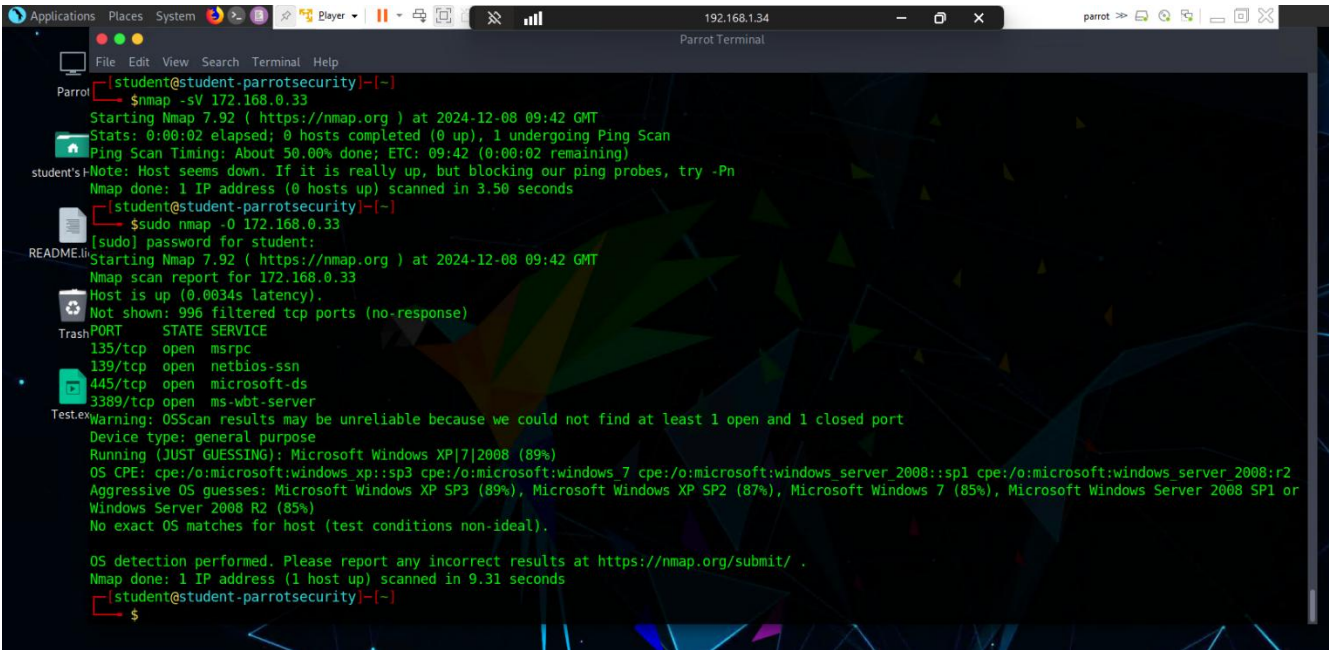 Applications Places System Player 192.168.1.34 parrot
Parrot Terminal
File Edit View Search Terminal Help
Parrot
student's H
README.li
Trash
Test.ex
[student@student-parrotsecurity]-[~]
$nmap -sV 172.168.0.33
Starting Nmap 7.92 ( https://nmap.org ) at 2024-12-08 09:42 GMT
Stats: 0:00:02 elapsed; 0 hosts completed (0 up), 1 undergoing Ping Scan
Ping Scan Timing: About 50.00% done; ETC: 09:42 (0:00:02 remaining)
Note: Host seems down. If it is really up, but blocking our ping probes, try -Pn
Nmap done: 1 IP address (0 hosts up) scanned in 3.50 seconds
[student@student-parrotsecurity]-[~]
$sudo nmap -O 172.168.0.33
[sudo] password for student:
Starting Nmap 7.92 ( https://nmap.org ) at 2024-12-08 09:42 GMT
Nmap scan report for 172.168.0.33
Host is up (0.0034s latency).
Not shown: 996 filtered tcp ports (no-response)
PORT     STATE SERVICE
135/tcp  open  msrpc
139/tcp  open  netbios-ssn
445/tcp  open  microsoft-ds
3389/tcp open  ms-wbt-server
Warning: OSScan results may be unreliable because we could not find at least 1 open and 1 closed port
Device type: general purpose
Running (JUST GUESSING): Microsoft Windows XP|7|2008 (89%)
OS CPE: cpe:/o:microsoft:windows_xp::sp3 cpe:/o:microsoft:windows_7 cpe:/o:microsoft:windows_server_2008::sp1 cpe:/o:microsoft:windows_server_2008:r2
Aggressive OS guesses: Microsoft Windows XP SP3 (89%), Microsoft Windows XP SP2 (87%), Microsoft Windows 7 (85%), Microsoft Windows Server 2008 SP1 or
Windows Server 2008 R2 (85%)
No exact OS matches for host (test conditions non-ideal).
OS detection performed. Please report any incorrect results at https://nmap.org/submit/ .
Nmap done: 1 IP address (1 host up) scanned in 9.31 seconds
[student@student-parrotsecurity]-[~]
$